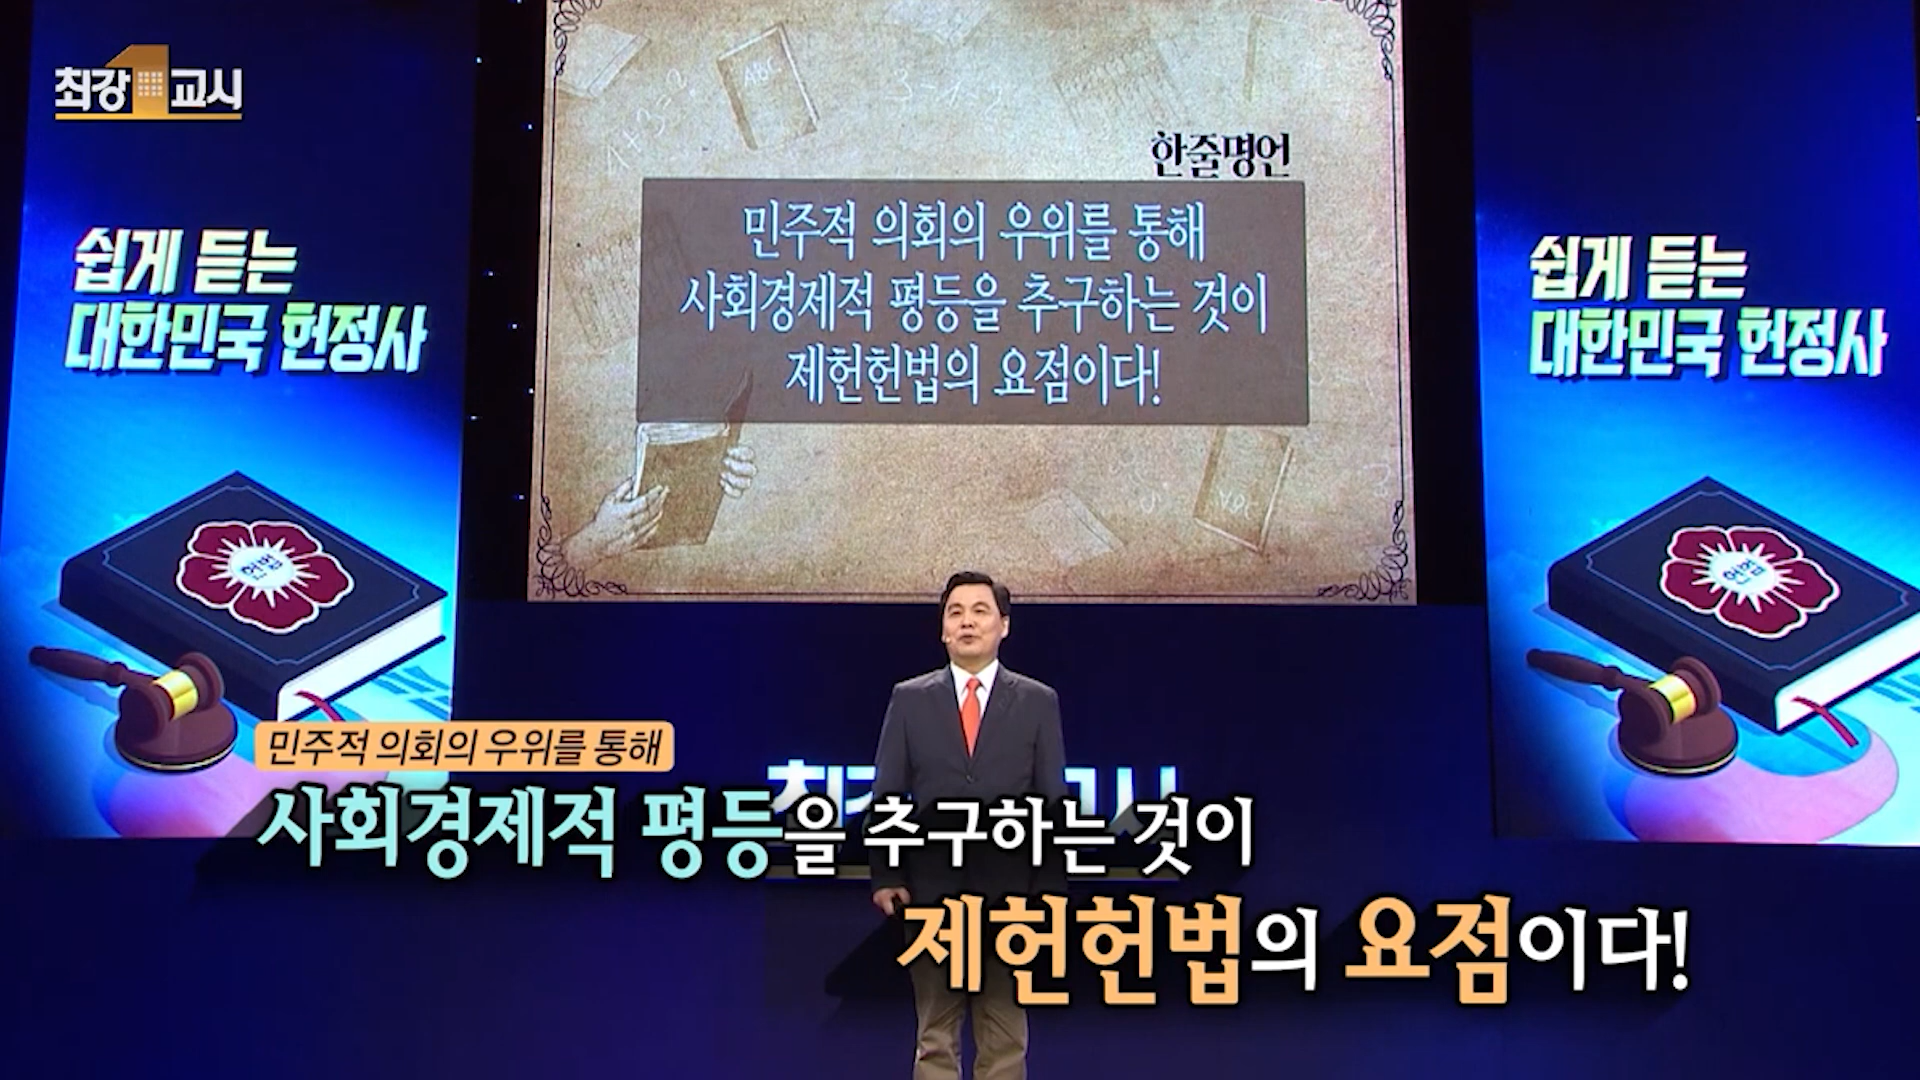 최강1교시
한줄명언
민주적 의회의 우위를 통해
사회경제적 평등을 추구하는 것이
제헌헌법의 요점이다!
쉽게 듣는
대한민국 헌정사
헌법
쉽게 듣는
대한민국 헌정사
헌법
민주적 의회의 우위를 통해
사회경제적 평등을 추구하는 것이
제헌헌법의 요점이다!